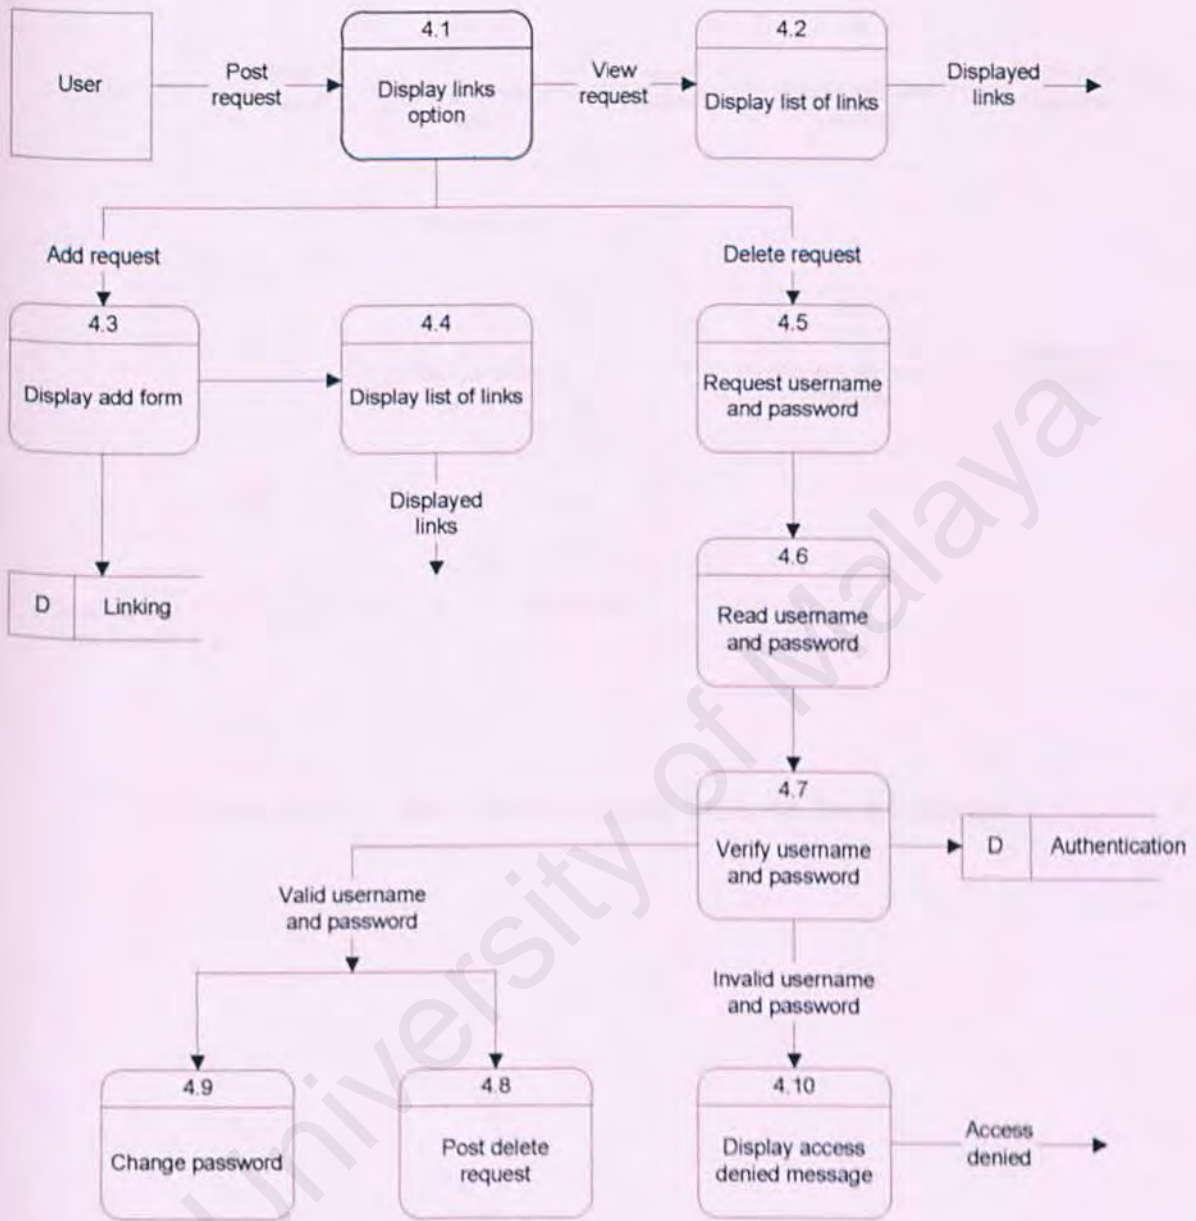 User
Post
request
4.1
Display links
option
View
request
4.2
Display list of links
Displayed
links
Add request
Delete request
4.3
Display add form
4.4
Display list of links
4.5
Request username
and password
Displayed
links
4.6
Read username
and password
D
Linking
4.7
Verify username
and password
D
Authentication
Valid username
and password
Invalid username
and password
4.9
Change password
4.8
Post delete
request
4.10
Display access
denied message
Access
denied
University of Malaya